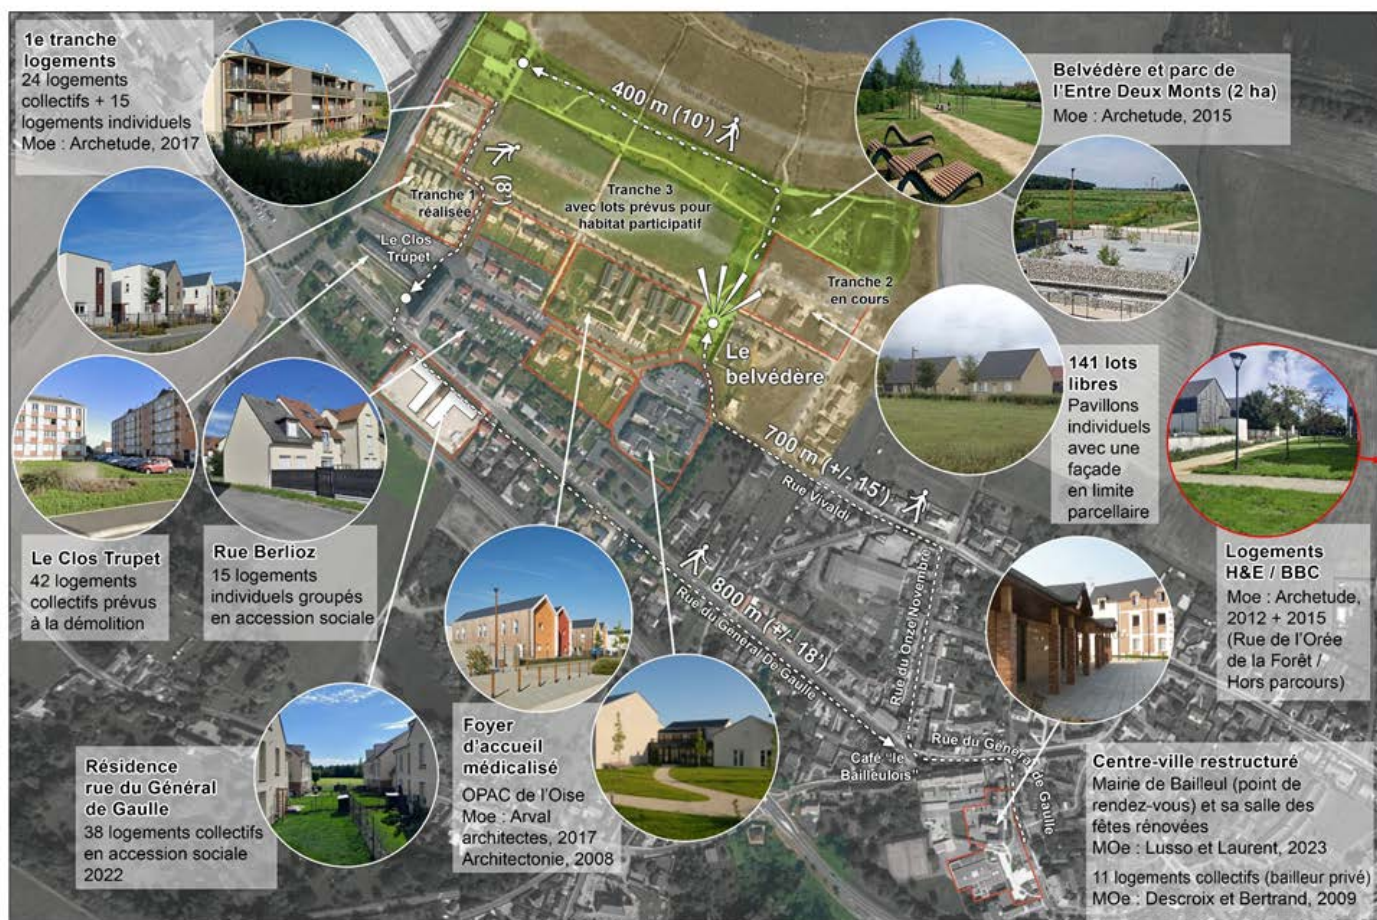 1e tranche
logements
24 logements
collectifs + 15
logements individuels
Moe : Archetude, 2017
400 m (10')
(8')
Tranche 1
réalisée
Tranche 3
avec lots prévus pour
habitat participatif
Le Clos
Trupet
Belvédère et parc de
l'Entre Deux Monts (2 ha)
Moe : Archetude, 2015
Tranche 2
en cours
Le
belvédère
141 lots
libres
Pavillons
individuels
avec une
façade
en limite
parcellaire
Logements
H&E / BBC
Moe : Archetude,
2012 + 2015
(Rue de l'Orée
de la Forêt /
Hors parcours)
Le Clos Trupet
42 logements
collectifs prévus
à la démolition
Rue Berlioz
15 logements
individuels groupés
en accession sociale
700 m (+/- 15')
Rue Vivaldi
800 m (+/- 18')
Rue du Général De Gaulle
Rue du Onze Novembre
Résidence
rue du Général
de Gaulle
38 logements collectifs
en accession sociale
2022
Foyer
d'accueil
médicalisé
OPAC de l'Oise
Moe : Arval
architectes, 2017
Architectonie, 2008
Café "le
Bailleulois"
Rue du Général de Gaulle
Centre-ville restructuré
Mairie de Bailleul (point de
rendez-vous) et sa salle des
fêtes rénovées
MOe : Lusso et Laurent, 2023
11 logements collectifs (bailleur privé)
MOe : Descroix et Bertrand, 2009